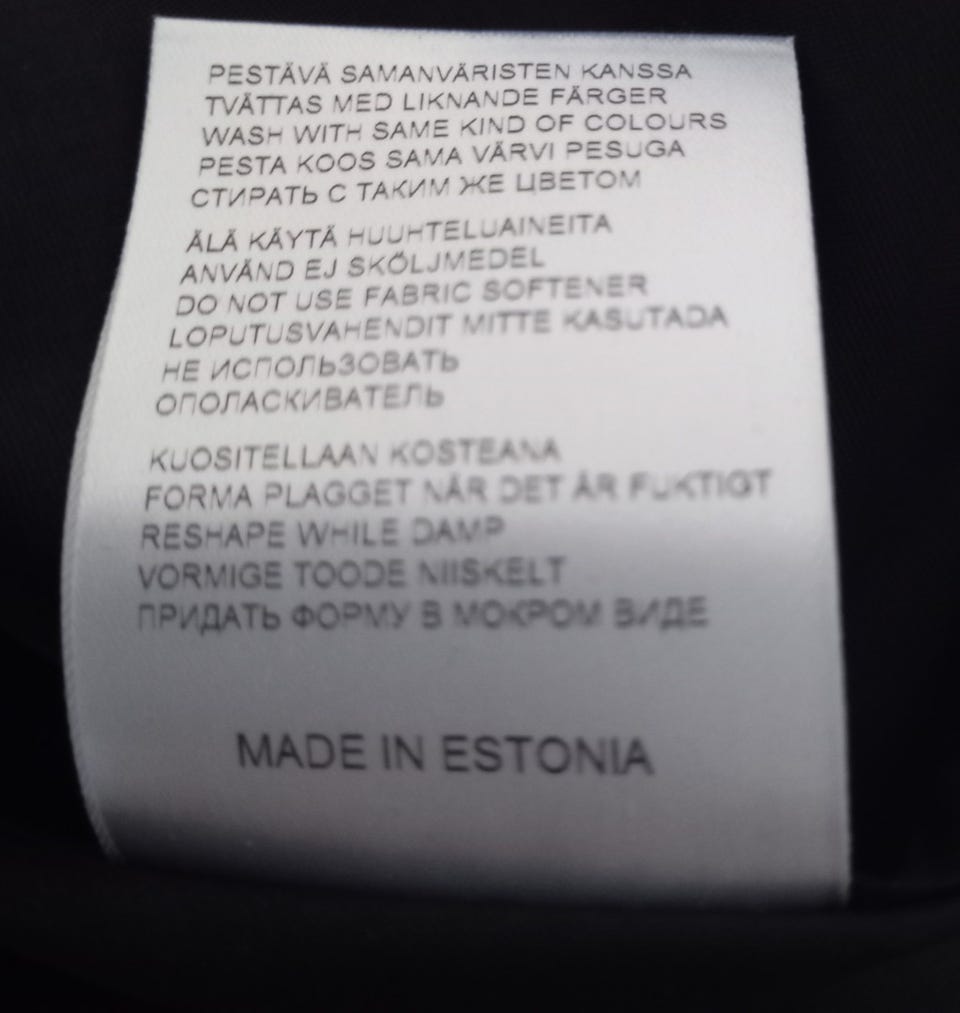 PESTÄVÄ SAMANVÄRISTEN KANSSA
TVÄTTAS MED LIKNANDE FÄRGER
WASH WITH SAME KIND OF COLOURS
PESTA KOOS SAMA VÄRVI PESUGA
СТИРАТЬ С ТАКИМ ЖЕ ЦВЕТОМ
ÄLÄ KÄYTÄ HUUHTELUAINEITA
ANVÄND EJ SKÖLJMEDEL
DO NOT USE FABRIC SOFTENER
LOPUTUSVAHENDIT MITTE KASUTADA
НЕ ИСПОЛЬЗОВАТЬ
ОПОЛАСКИВАТЕЛЬ
KUOSITELLAAN KOSTEANA
FORMA PLAGGET NÄR DET ÄR FUKTIGT
RESHAPE WHILE DAMP
VORMIGE TOODE NIISKELT
ПРИДАТЬ ФОРМУ В МОКРОМ ВИДЕ
MADE IN ESTONIA